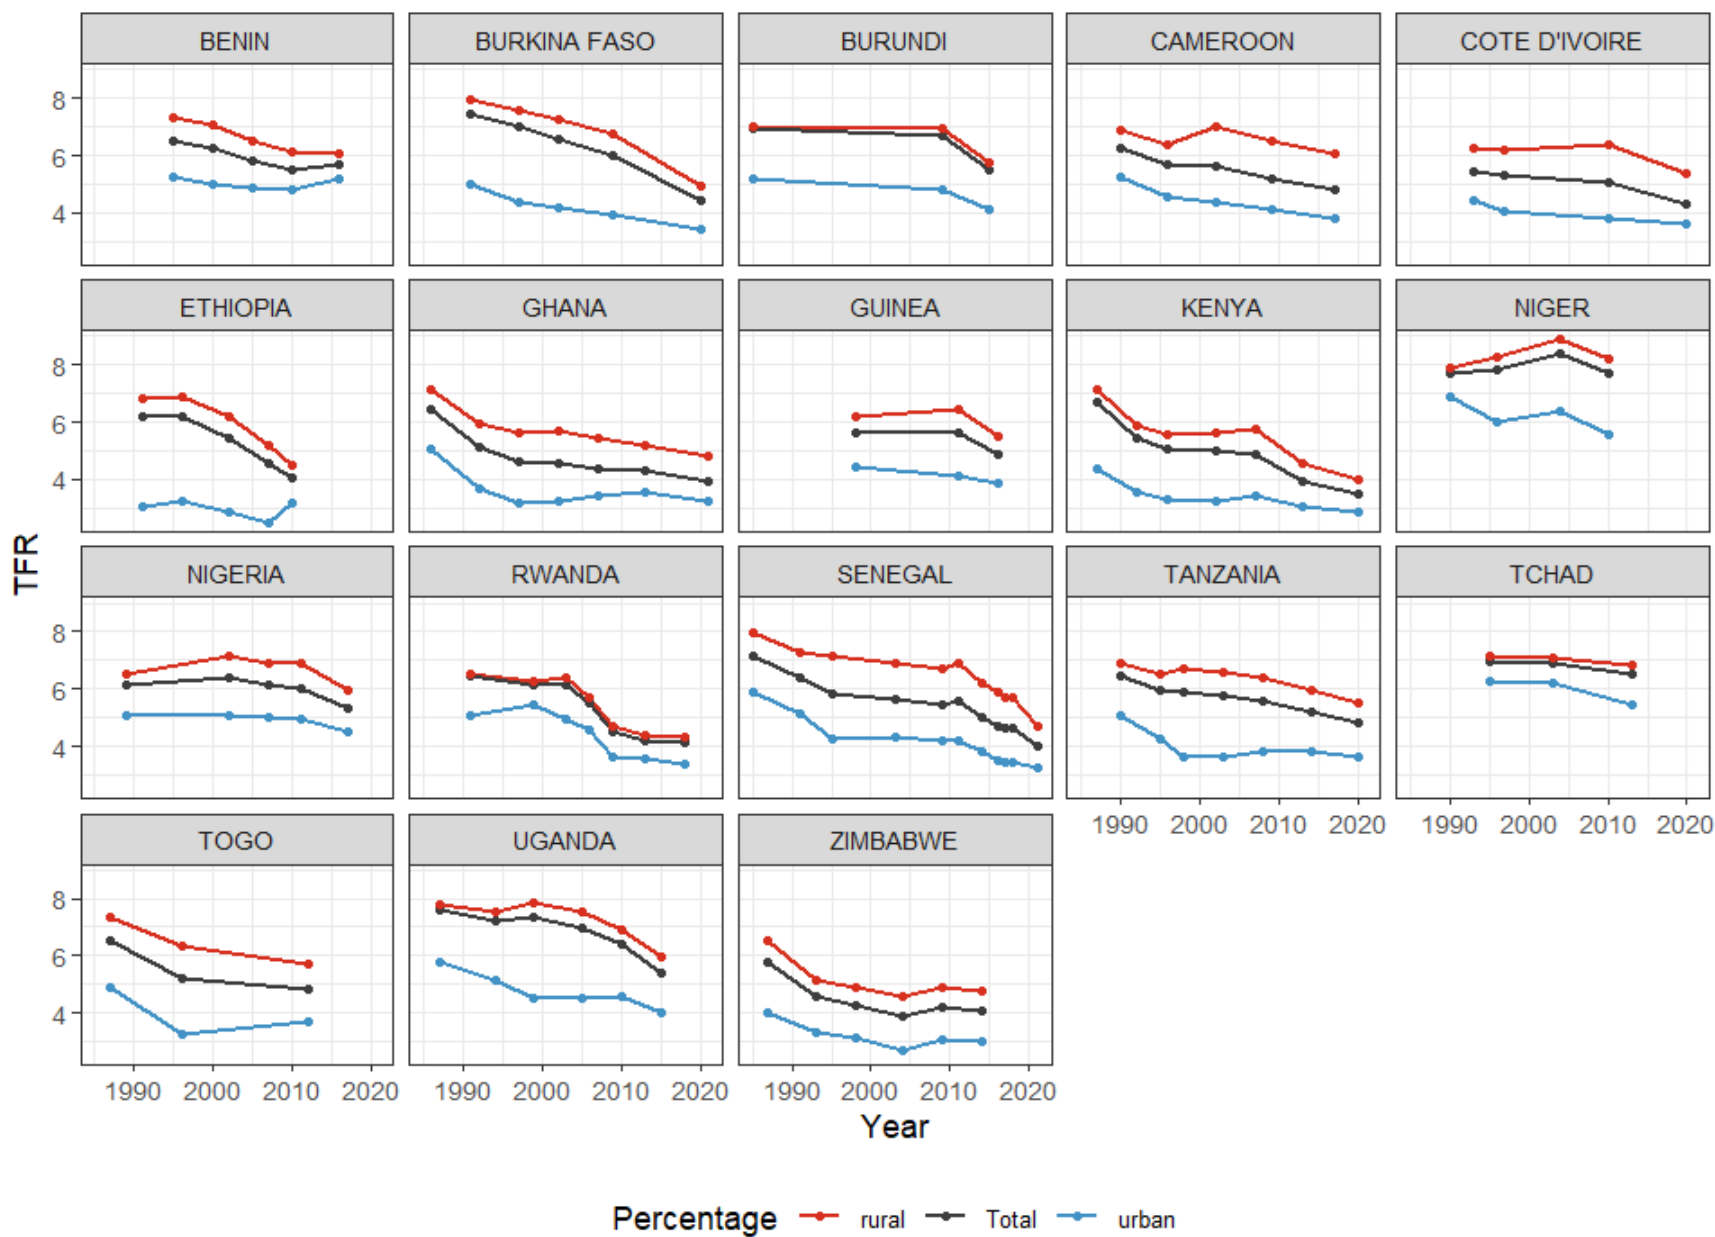 BENIN
BURKINA FASO
BURUNDI
CAMEROON
COTE D'IVOIRE
8
6
4
ETHIOPIA
GHANA
GUINEA
KENYA
NIGER
8
6
4
TFR
NIGERIA
RWANDA
SENEGAL
TANZANIA
TCHAD
8
6
4
1990 2000 2010 2020
1990 2000 2010 2020
TOGO
UGANDA
ZIMBABWE
8
6
4
1990 2000 2010 2020
1990 2000 2010 2020
1990 2000 2010 2020
Year
Percentage rural Total urban